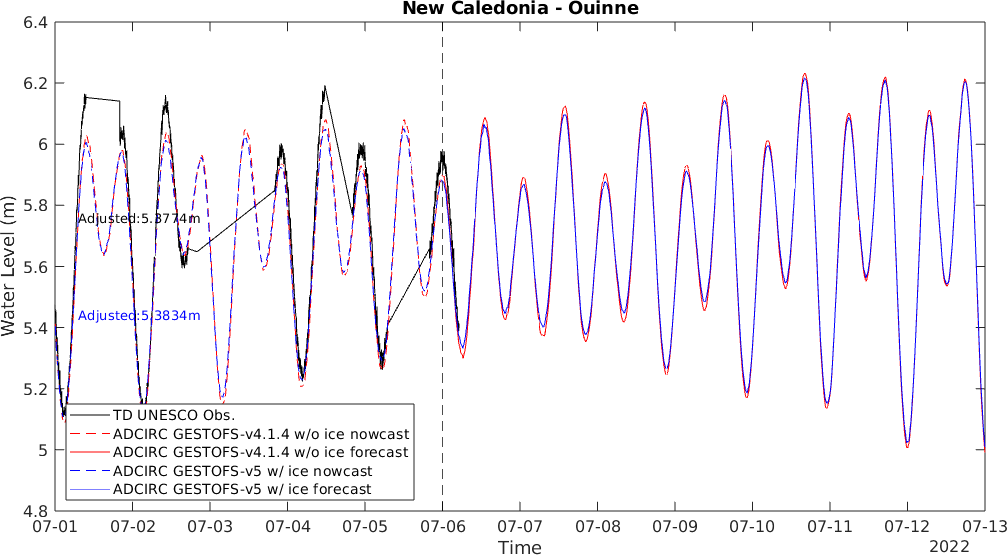 New Caledonia - Ouinne
6.4
6.2
6
5.8
5.6
5.4
5.2
5
4.8
Water Level (m)
Adjusted:5.3774m
Adjusted:5.3834m
TD UNESCO Obs.
ADCIRC GESTOFS-v4.1.4 w/o ice nowcast
ADCIRC GESTOFS-v4.1.4 w/o ice forecast
ADCIRC GESTOFS-v5 w/ ice nowcast
ADCIRC GESTOFS-v5 w/ ice forecast
07-01 07-02 07-03 07-04 07-05 07-06 07-07 07-08 07-09 07-10 07-11 07-12 07-13
Time
2022